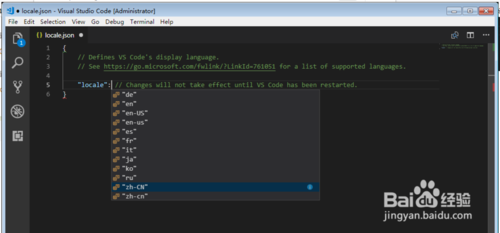 locale.json - Visual Studio Code [Administrator]
File Edit Selection View Go Debug Tasks Help
locale.json
1 {
2 // Defines VS Code's display language.
3 // See https://go.microsoft.com/fwlink/?LinkId=761051 for a list of supported languages.
4
5 "locale": // Changes will not take effect until VS Code has been restarted.
6 }
"de"
"en"
"en-US"
"en-us"
"es"
"fr"
"it"
"ja"
"ko"
"ru"
"zh-CN"
"zh-cn"
Baidu 经验
jingyan.baidu.com